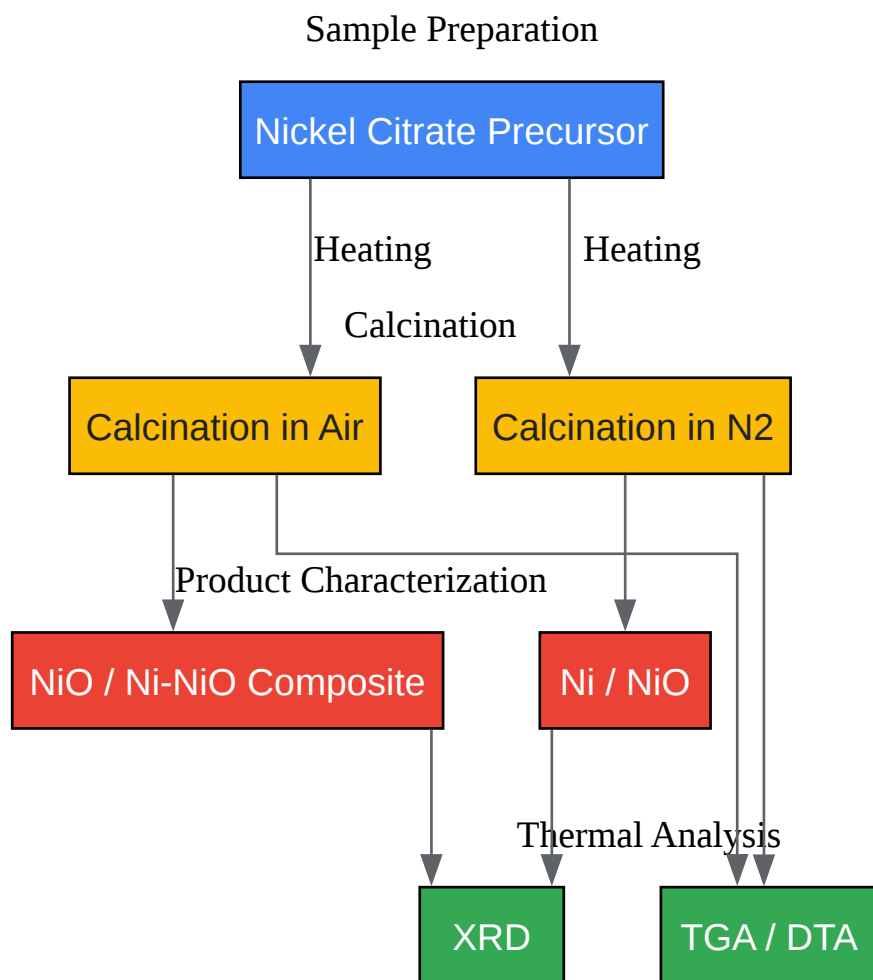 Sample Preparation
Nickel Citrate Precursor
Heating
Heating
Calcination
Calcination in Air
Calcination in N2
Product Characterization
NiO / Ni-NiO Composite
Ni / NiO
Thermal Analysis
XRD
TGA / DTA